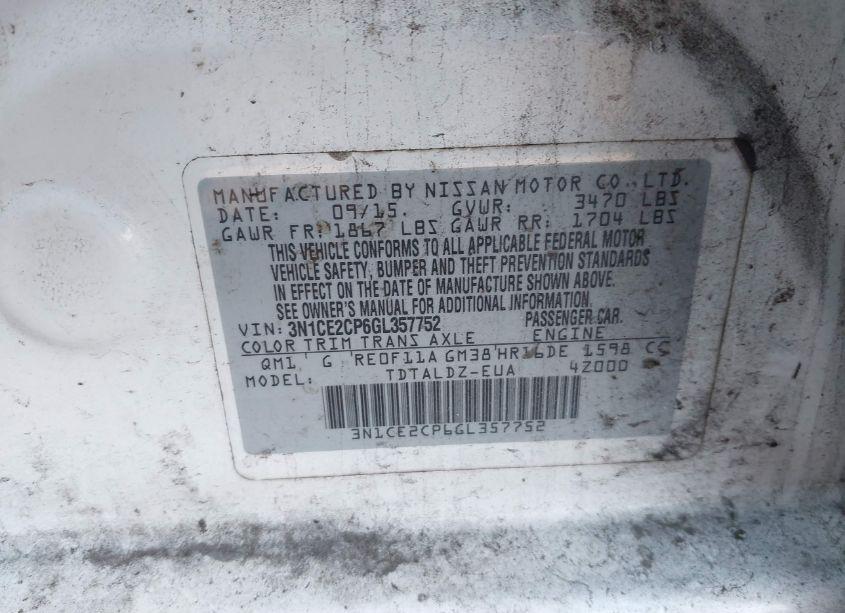 MANUFACTURED BY NISSAN MOTOR CO., LTD.
DATE: 09/15. GVWR: 3470 LBS
GAWR FR: 1867 LBS GAWR RR: 1704 LBS
THIS VEHICLE CONFORMS TO ALL APPLICABLE FEDERAL MOTOR
VEHICLE SAFETY, BUMPER AND THEFT PREVENTION STANDARDS
IN EFFECT ON THE DATE OF MANUFACTURE SHOWN ABOVE.
SEE OWNER'S MANUAL FOR ADDITIONAL INFORMATION.
VIN: 3N1CE2CP6GL357752 PASSENGER CAR.
COLOR TRIM TRANS AXLE ENGINE
QM1 ' G 'RE0F11A GM38'HR16DE 1598 CC
MODEL: TDTALDZ-EUA 4Z000
3N1CE2CP6GL357752